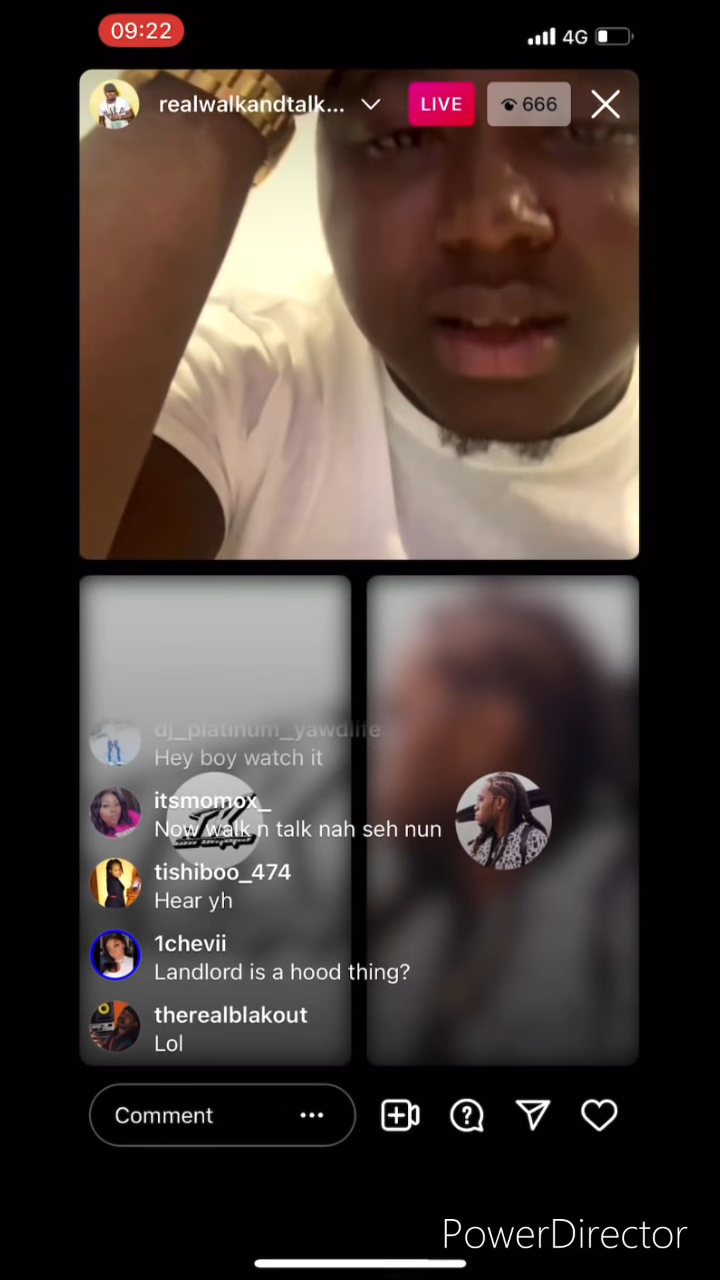 09:22
4G
realwalkandtalk...
LIVE
666
dj_platinum_yawdlife
Hey boy watch it
itsmomox_
Now walk n talk nah seh nun
tishiboo_474
Hear yh
1chevii
Landlord is a hood thing?
therealblakout
Lol
Comment
PowerDirector